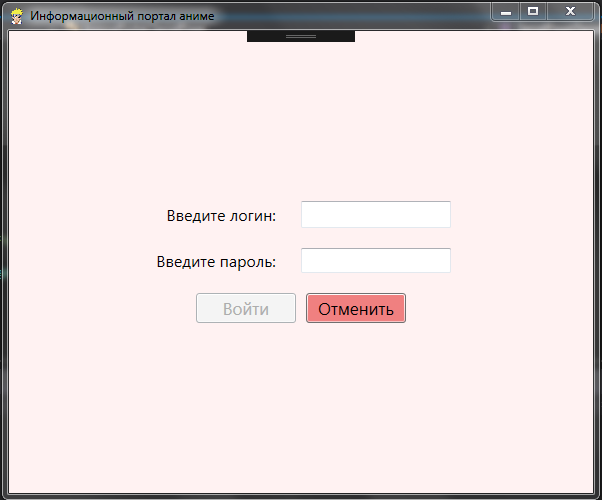 Информационный портал аниме
Введите логин:
Введите пароль:
Войти Отменить